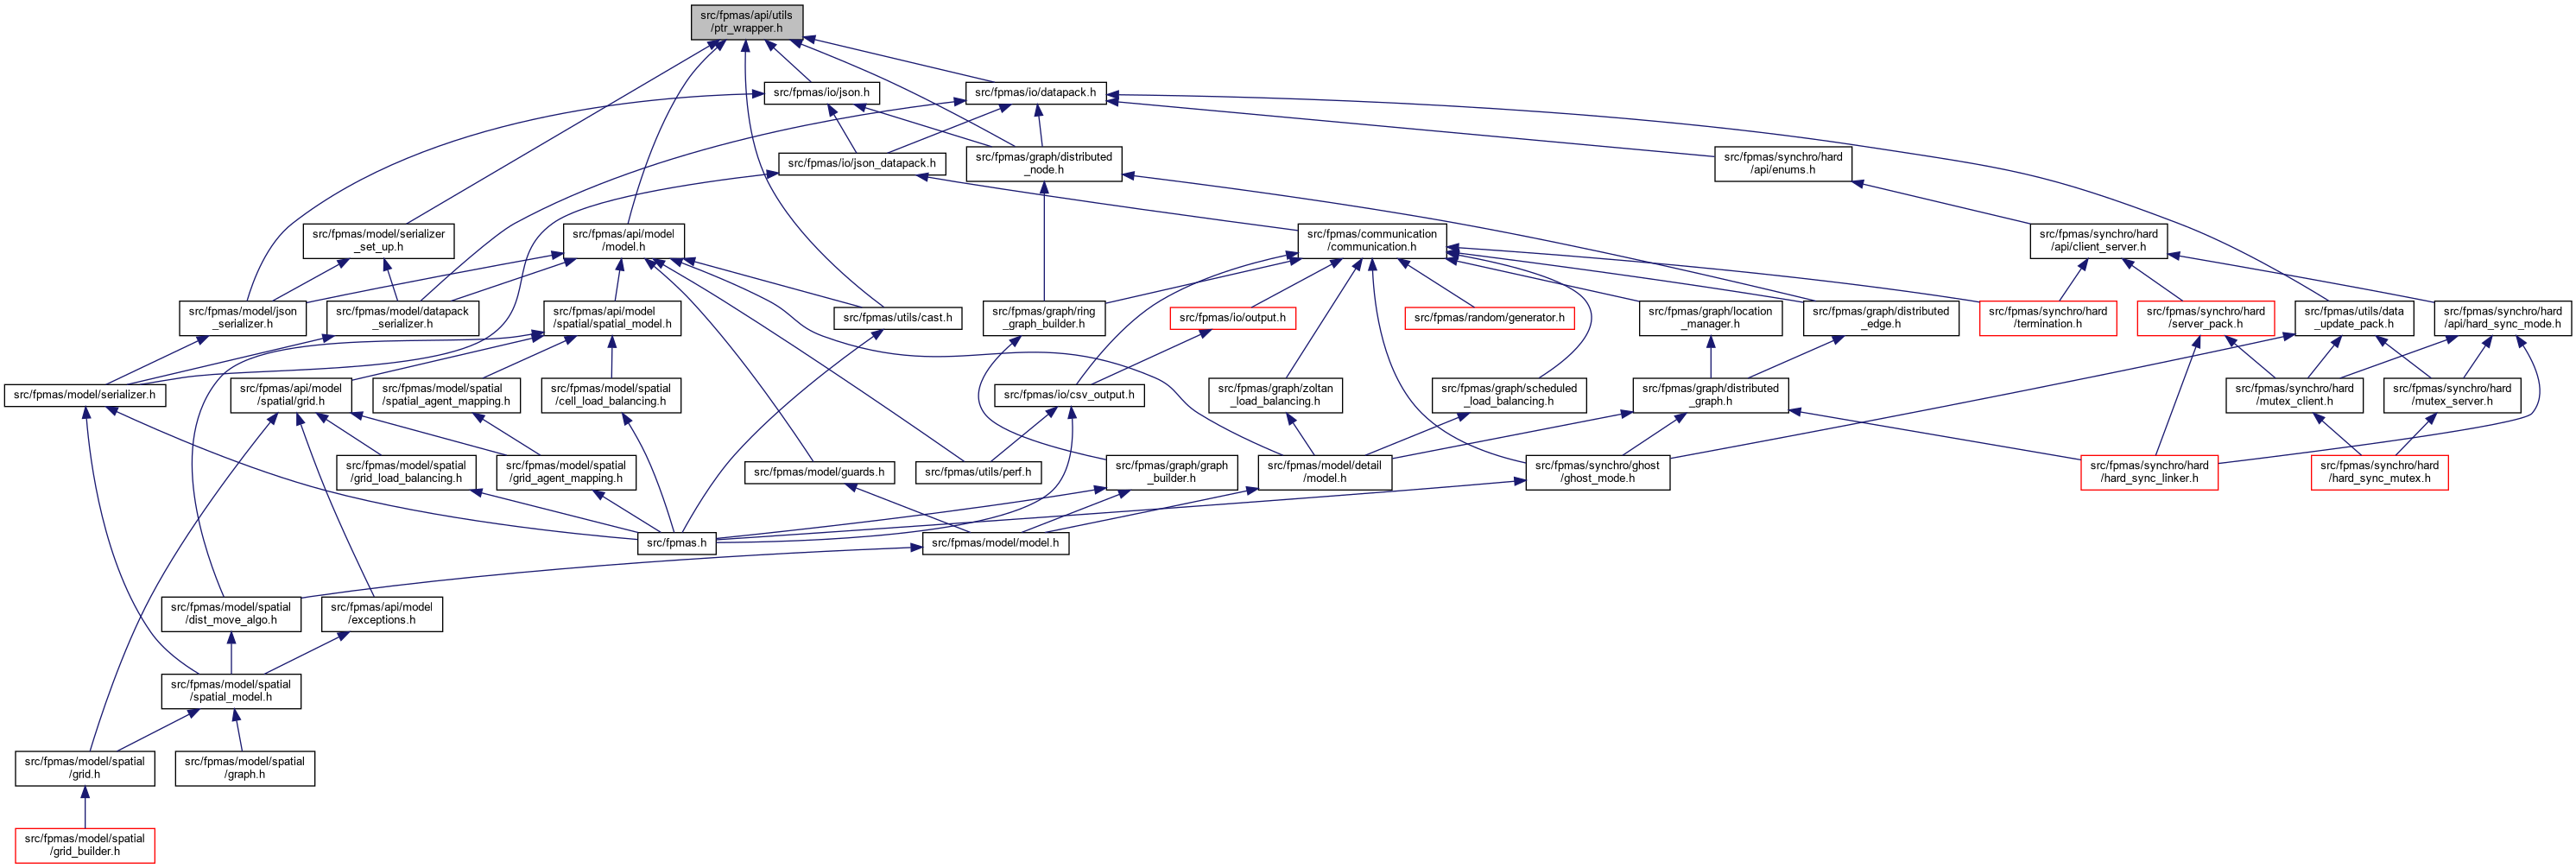 src/fpmas/api/utils
/ptr_wrapper.h
src/fpmas/io/json.h
src/fpmas/io/datapack.h
src/fpmas/io/json_datapack.h
src/fpmas/graph/distributed
_node.h
src/fpmas/synchro/hard
/api/enums.h
src/fpmas/model/serializer
_set_up.h
src/fpmas/api/model
/model.h
src/fpmas/communication
/communication.h
src/fpmas/synchro/hard
/api/client_server.h
src/fpmas/model/json
_serializer.h
src/fpmas/model/datapack
_serializer.h
src/fpmas/api/model
/spatial/spatial_model.h
src/fpmas/utils/cast.h
src/fpmas/graph/ring
_graph_builder.h
src/fpmas/io/output.h
src/fpmas/random/generator.h
src/fpmas/graph/location
_manager.h
src/fpmas/graph/distributed
_edge.h
src/fpmas/synchro/hard
/termination.h
src/fpmas/synchro/hard
/server_pack.h
src/fpmas/utils/data
_update_pack.h
src/fpmas/synchro/hard
/api/hard_sync_mode.h
src/fpmas/model/serializer.h
src/fpmas/api/model
/spatial/grid.h
src/fpmas/model/spatial
/spatial_agent_mapping.h
src/fpmas/model/spatial
/cell_load_balancing.h
src/fpmas/io/csv_output.h
src/fpmas/graph/zoltan
_load_balancing.h
src/fpmas/graph/scheduled
_load_balancing.h
src/fpmas/graph/distributed
_graph.h
src/fpmas/synchro/hard
/mutex_client.h
src/fpmas/synchro/hard
/mutex_server.h
src/fpmas/model/spatial
/grid_load_balancing.h
src/fpmas/model/spatial
/grid_agent_mapping.h
src/fpmas/model/guards.h
src/fpmas/utils/perf.h
src/fpmas/graph/graph
_builder.h
src/fpmas/model/detail
/model.h
src/fpmas/synchro/ghost
/ghost_mode.h
src/fpmas/synchro/hard
/hard_sync_linker.h
src/fpmas/synchro/hard
/hard_sync_mutex.h
src/fpmas.h
src/fpmas/model/model.h
src/fpmas/model/spatial
/dist_move_algo.h
src/fpmas/api/model
/exceptions.h
src/fpmas/model/spatial
/spatial_model.h
src/fpmas/model/spatial
/grid.h
src/fpmas/model/spatial
/graph.h
src/fpmas/model/spatial
/grid_builder.h